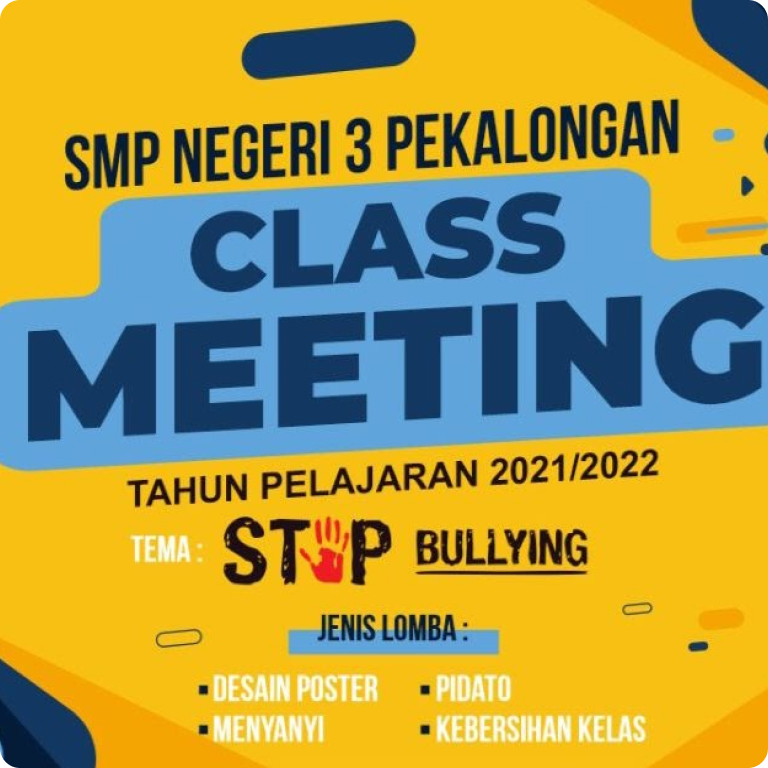 SMP NEGERI 3 PEKALONGAN
CLASS
MEETING
TAHUN PELAJARAN 2021/2022
TEMA : STOP BULLYING
JENIS LOMBA :
▪ DESAIN POSTER ▪ PIDATO
▪ MENYANYI ▪ KEBERSIHAN KELAS